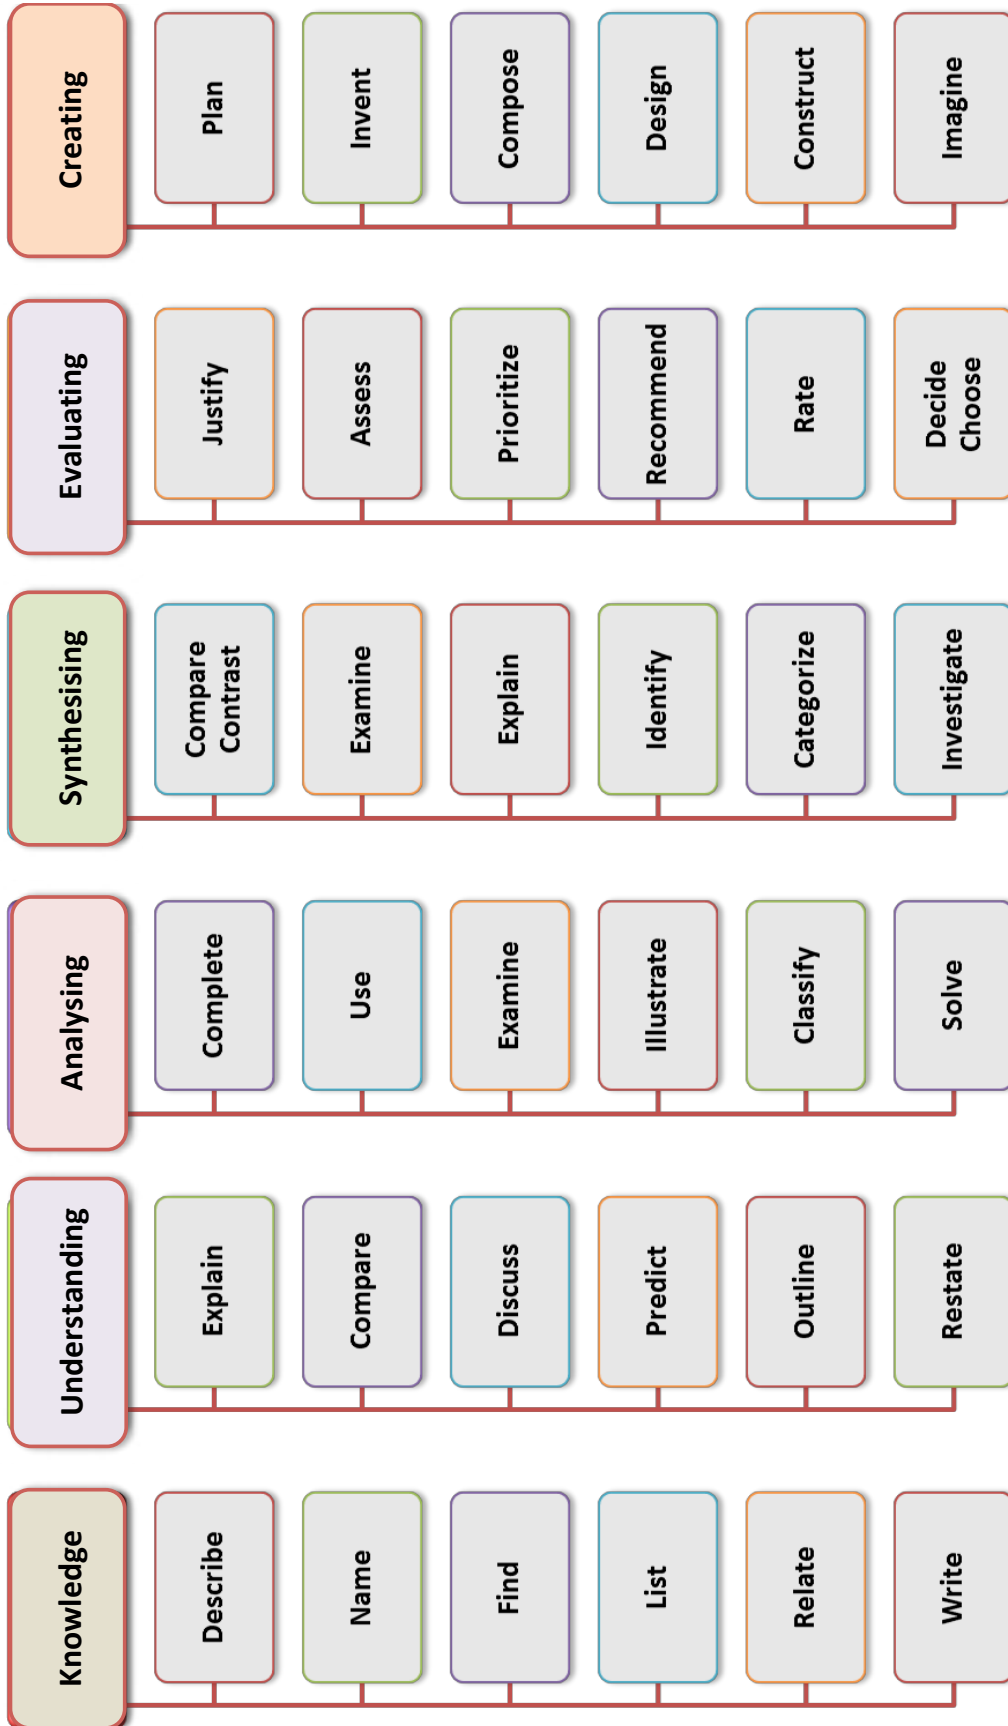 Knowledge
Describe
Name
Find
List
Relate
Write
Understanding
Explain
Compare
Discuss
Predict
Outline
Restate
Analysing
Complete
Use
Examine
Illustrate
Classify
Solve
Synthesising
Compare
Contrast
Examine
Explain
Identify
Categorize
Investigate
Evaluating
Justify
Assess
Prioritize
Recommend
Rate
Decide
Choose
Creating
Plan
Invent
Compose
Design
Construct
Imagine